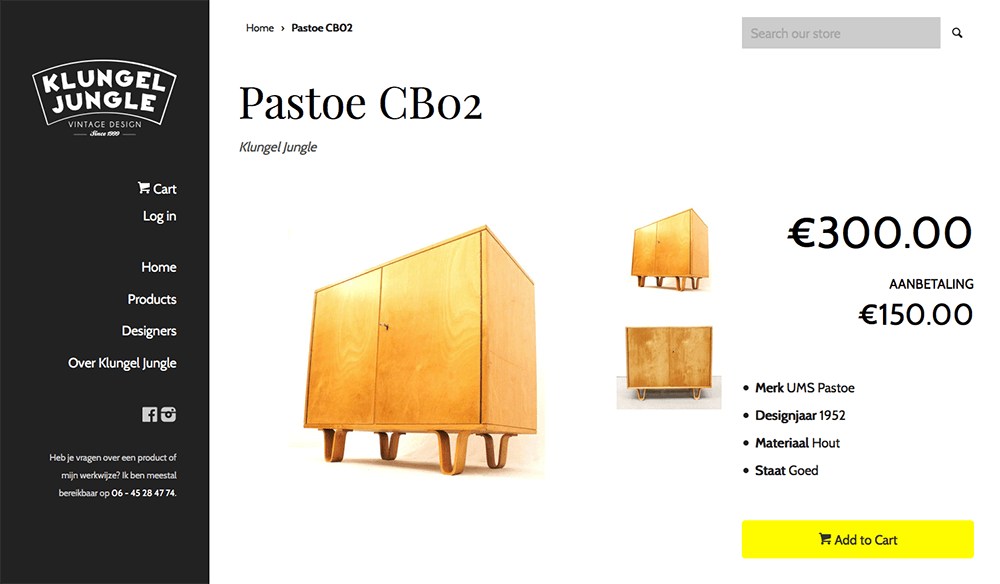 KLUNGEL
JUNGLE
VINTAGE DESIGN
Since 1999
Cart
Log in
Home
Products
Designers
Over Klungel Jungle
Heb je vragen over een product of
mijn werkwijze? Ik ben meestal
bereikbaar op 06 - 45 28 47 74.
Home › Pastoe CB02
Search our store
Pastoe CB02
Klungel Jungle
€300.00
AANBETALING
€150.00
• Merk UMS Pastoe
• Designjaar 1952
• Materiaal Hout
• Staat Goed
Add to Cart